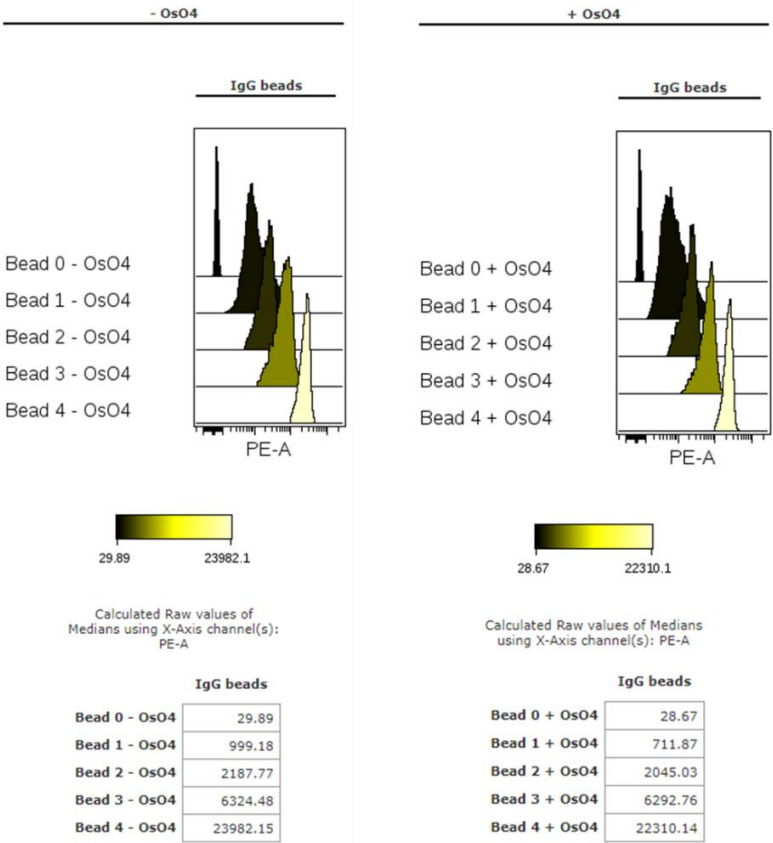 - OsO4
IgG beads
Bead 0 - OsO4
Bead 1 - OsO4
Bead 2 - OsO4
Bead 3 - OsO4
Bead 4 - OsO4
PE-A
29.89 23982.1
Calculated Raw values of
Medians using X-Axis channel(s):
PE-A
IgG beads
Bead 0 - OsO4 29.89
Bead 1 - OsO4 999.18
Bead 2 - OsO4 2187.77
Bead 3 - OsO4 6324.48
Bead 4 - OsO4 23982.15
+ OsO4
IgG beads
Bead 0 + OsO4
Bead 1 + OsO4
Bead 2 + OsO4
Bead 3 + OsO4
Bead 4 + OsO4
PE-A
28.67 22310.1
Calculated Raw values of Medians
using X-Axis channel(s): PE-A
IgG beads
Bead 0 + OsO4 28.67
Bead 1 + OsO4 711.87
Bead 2 + OsO4 2045.03
Bead 3 + OsO4 6292.76
Bead 4 + OsO4 22310.14